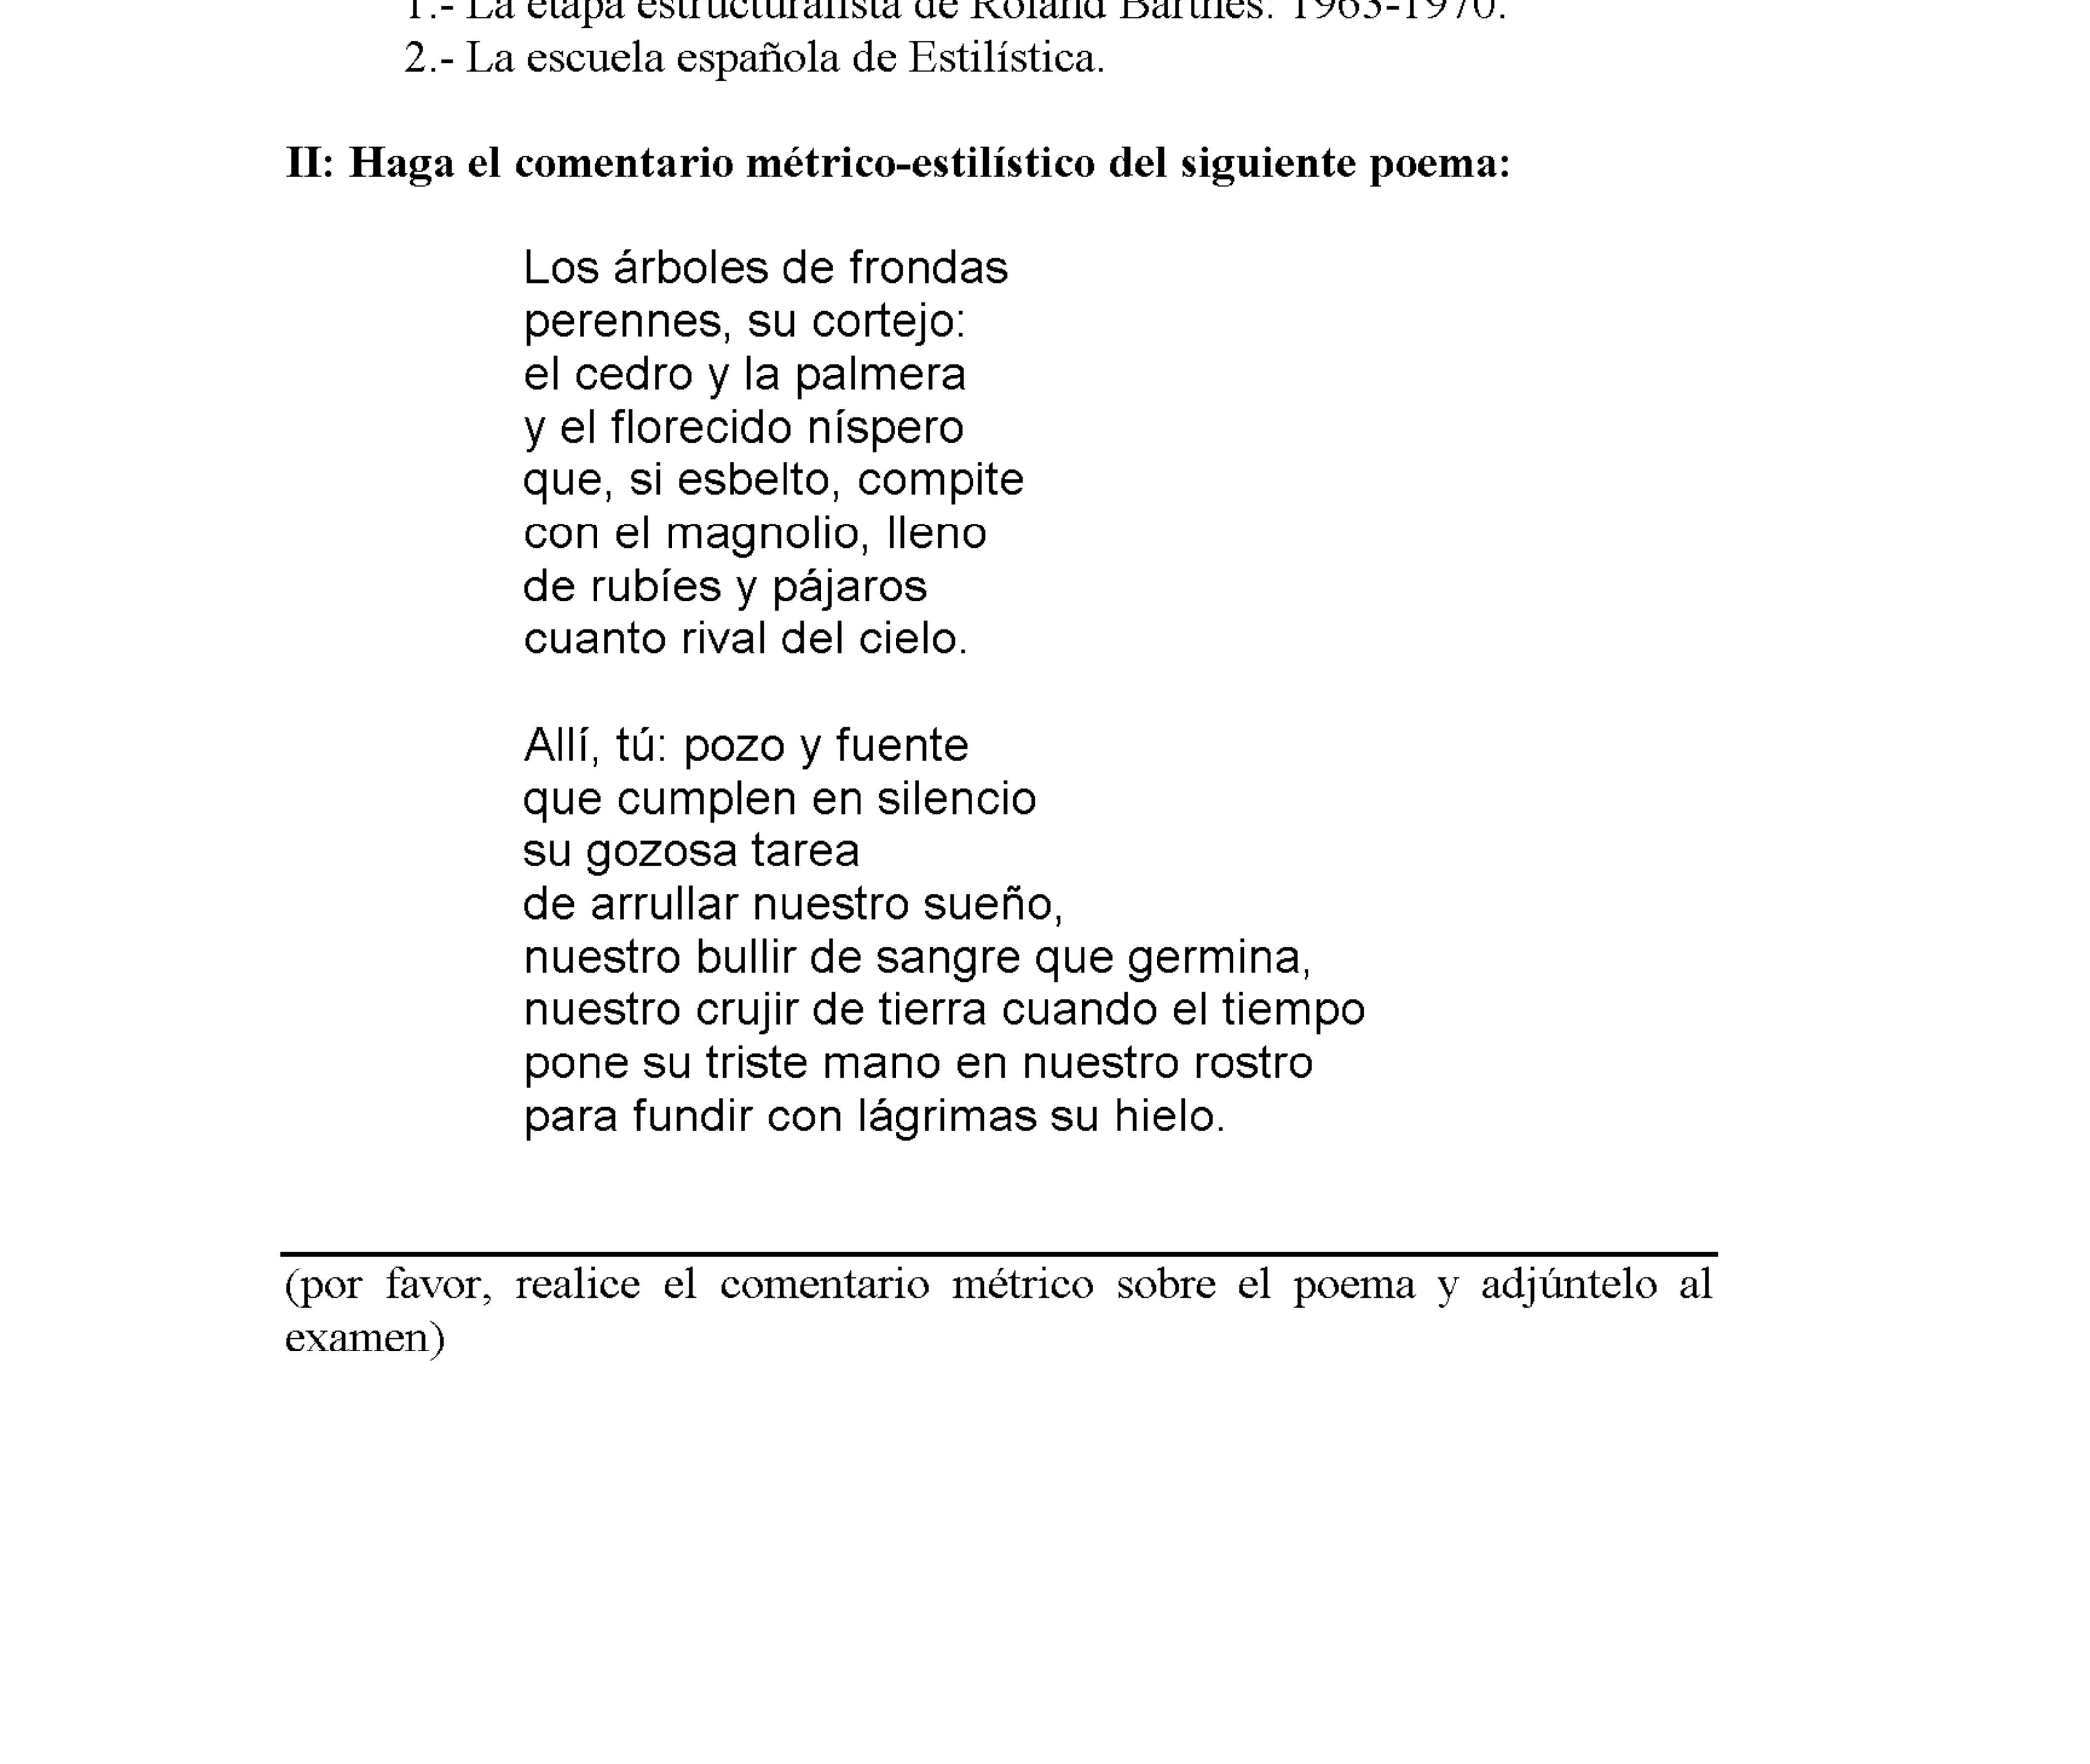 1.- La etapa estructuralista de Roland Barthes: 1963-1970.
2.- La escuela española de Estilística.
II: Haga el comentario métrico-estilístico del siguiente poema:
Los árboles de frondas
perennes, su cortejo:
el cedro y la palmera
y el florecido níspero
que, si esbelto, compite
con el magnolio, lleno
de rubíes y pájaros
cuanto rival del cielo.
Allí, tú: pozo y fuente
que cumplen en silencio
su gozosa tarea
de arrullar nuestro sueño,
nuestro bullir de sangre que germina,
nuestro crujir de tierra cuando el tiempo
pone su triste mano en nuestro rostro
para fundir con lágrimas su hielo.
(por favor, realice el comentario métrico sobre el poema y adjúntelo al
examen)